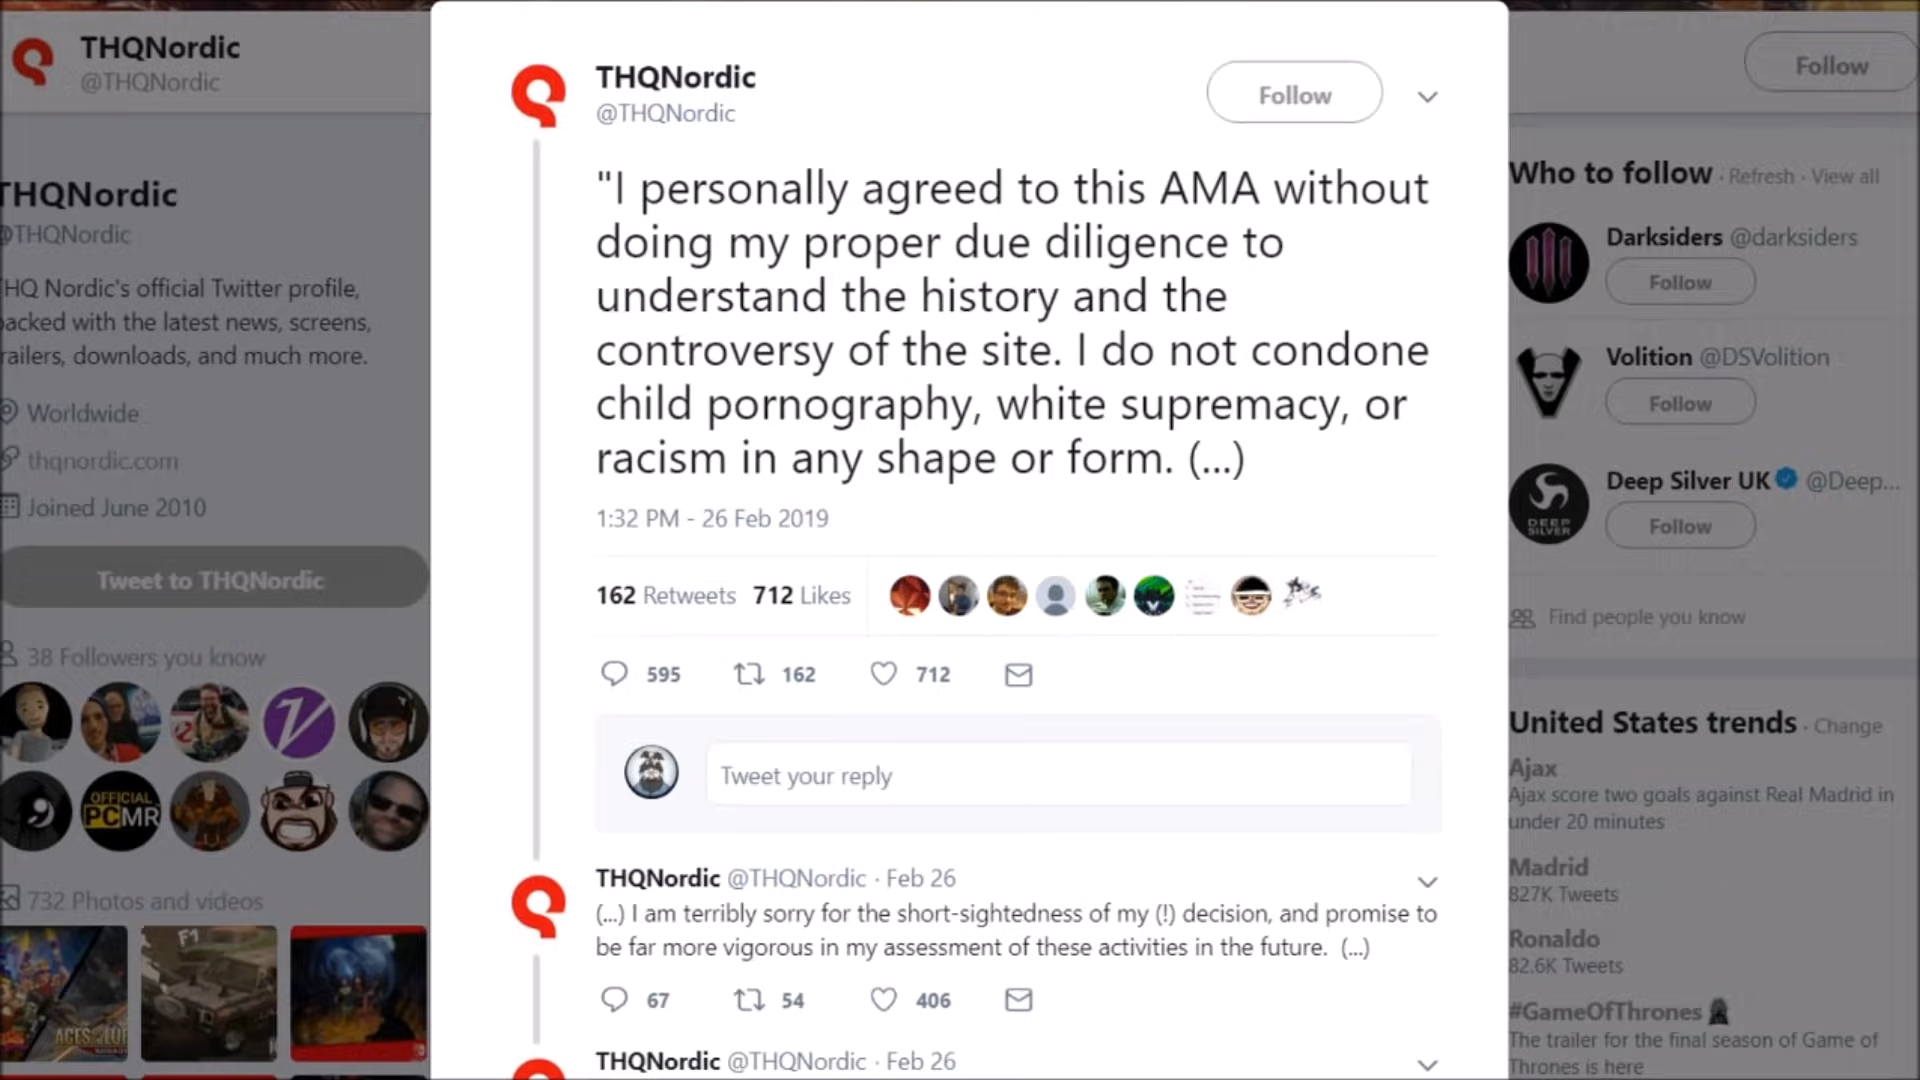 THQNordic
@THQNordic
THQNordic
@THQNordic
HQ Nordic's official Twitter profile,
packed with the latest news, screens,
trailers, downloads, and much more.
Worldwide
thqnordic.com
Joined June 2010
Tweet to THQNordic
38 Followers you know
OFFICIAL
PCMR
732 Photos and videos
F1
THQNordic
@THQNordic
Follow
"I personally agreed to this AMA without
doing my proper due diligence to
understand the history and the
controversy of the site. I do not condone
child pornography, white supremacy, or
racism in any shape or form. (...)
1:32 PM - 26 Feb 2019
162 Retweets 712 Likes
595 162 712
Tweet your reply
THQNordic @THQNordic · Feb 26
(...) I am terribly sorry for the short-sightedness of my (!) decision, and promise to
be far more vigorous in my assessment of these activities in the future. (...)
67 54 406
THQNordic @THQNordic · Feb 26
Follow
Who to follow · Refresh · View all
Darksiders @darksiders
Follow
Volition @DSVolition
Follow
Deep Silver UK @Deep...
DEEP
SILVER
Follow
Find people you know
United States trends · Change
Ajax
Ajax score two goals against Real Madrid in
under 20 minutes
Madrid
827K Tweets
Ronaldo
82.6K Tweets
#GameOfThrones
The trailer for the final season of Game of
Thrones is here